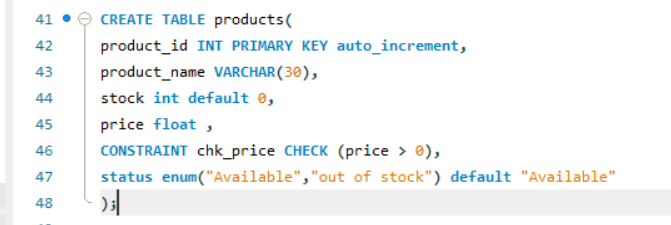 41 CREATE TABLE products(
42 product_id INT PRIMARY KEY auto_increment,
43 product_name VARCHAR(30),
44 stock int default 0,
45 price float ,
46 CONSTRAINT chk_price CHECK (price > 0),
47 status enum("Available","out of stock") default "Available"
48 );